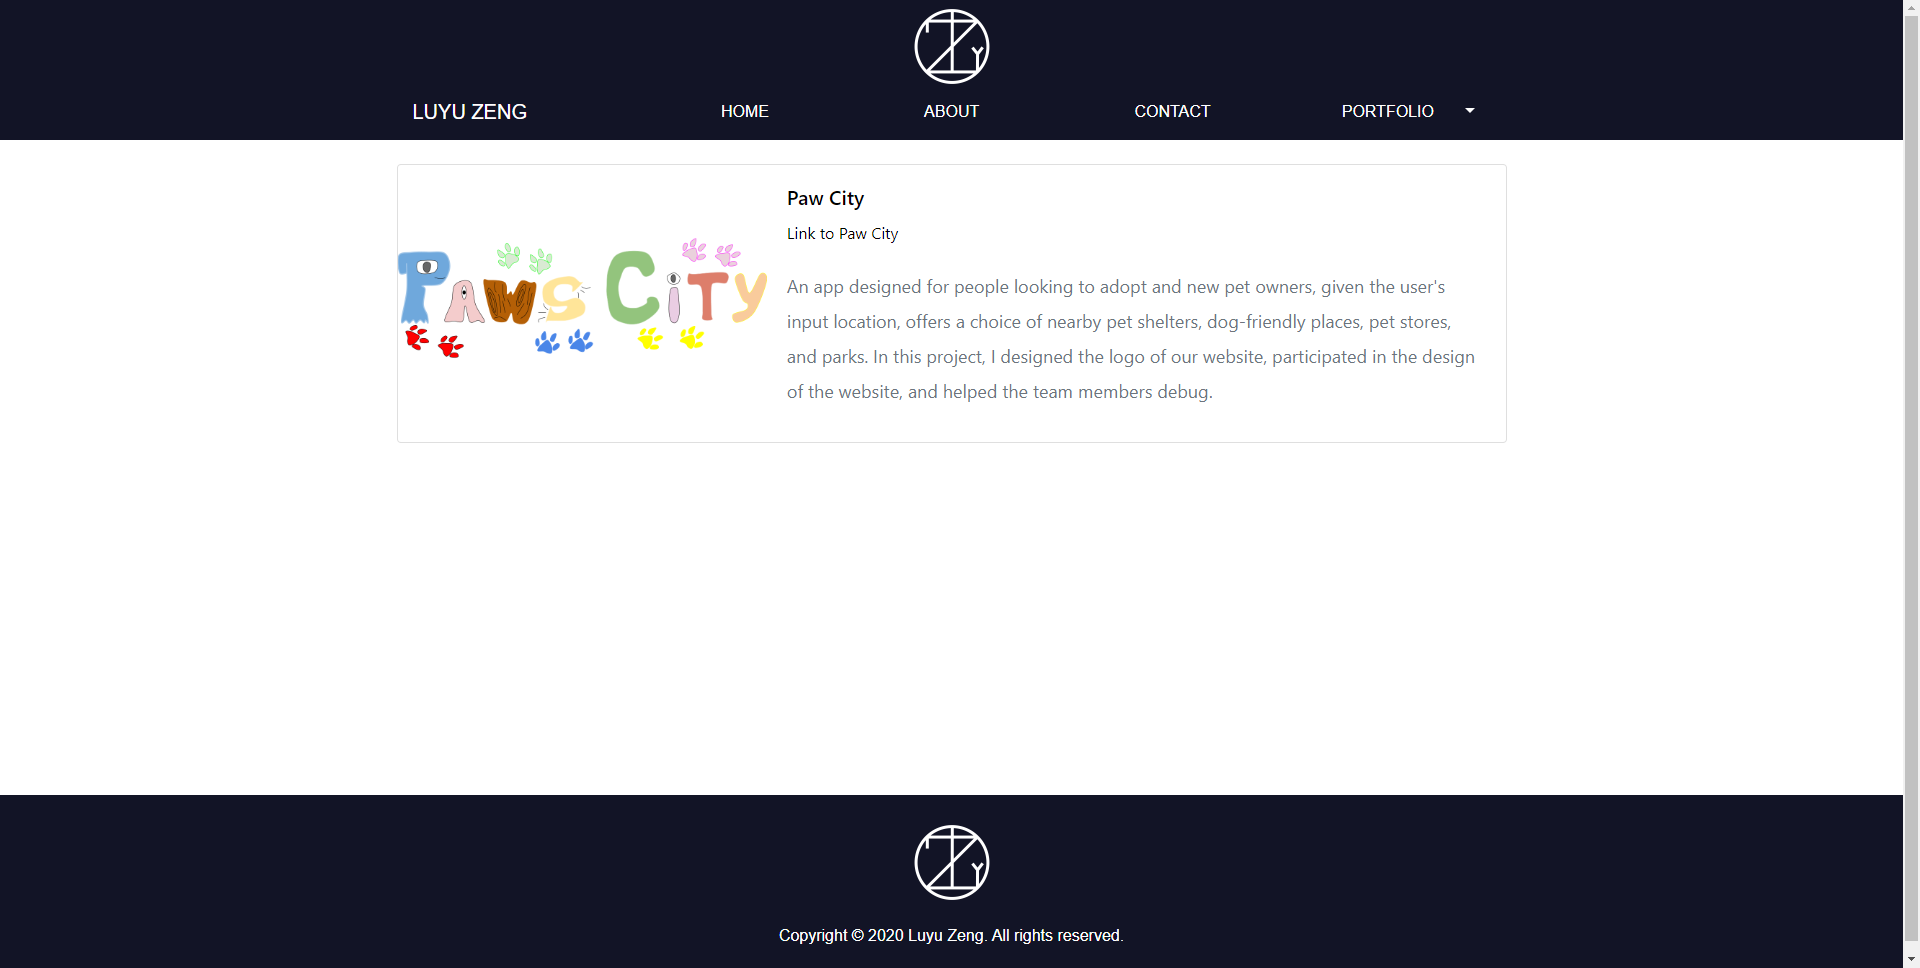 LUYU ZENG
HOME
ABOUT
CONTACT
PORTFOLIO
Paws City
Paw City
Link to Paw City
An app designed for people looking to adopt and new pet owners, given the user's
input location, offers a choice of nearby pet shelters, dog-friendly places, pet stores,
and parks. In this project, I designed the logo of our website, participated in the design
of the website, and helped the team members debug.
Copyright © 2020 Luyu Zeng. All rights reserved.